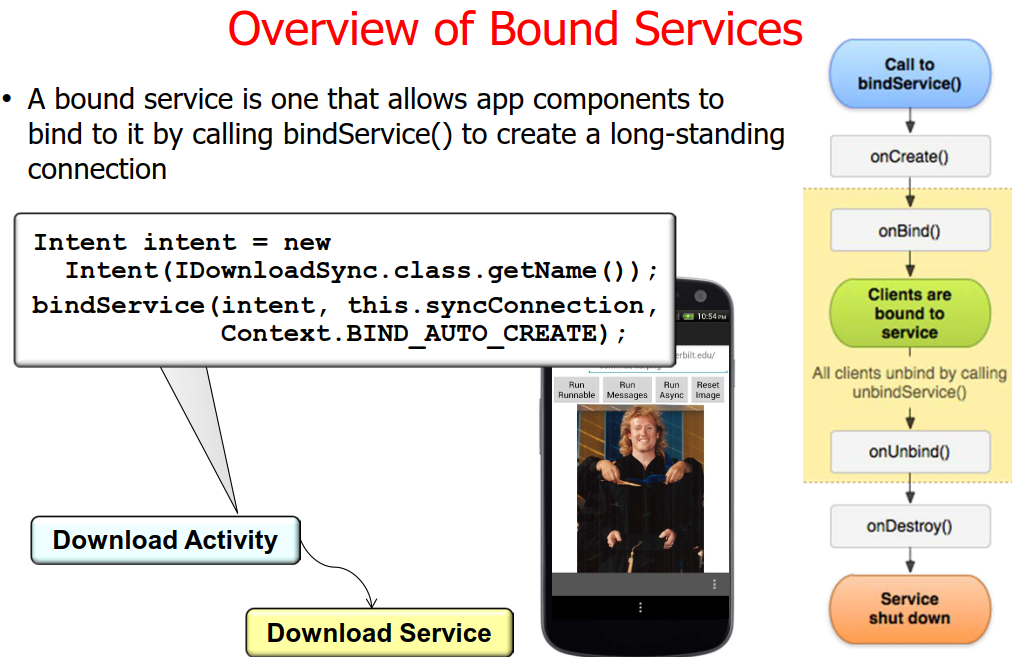 Overview of Bound Services
• A bound service is one that allows app components to
bind to it by calling bindService() to create a long-standing
connection
Intent intent = new
Intent(IDownloadSync.class.getName());
bindService(intent, this.syncConnection,
Context.BIND_AUTO_CREATE);
10:54 PM
erbilt.edu/
Run
Runnable
Run
Messages
Run
Async
Reset
Image
Download Activity
Download Service
Call to
bindService()
onCreate()
onBind()
Clients are
bound to
service
All clients unbind by calling
unbindService()
onUnbind()
onDestroy()
Service
shut down